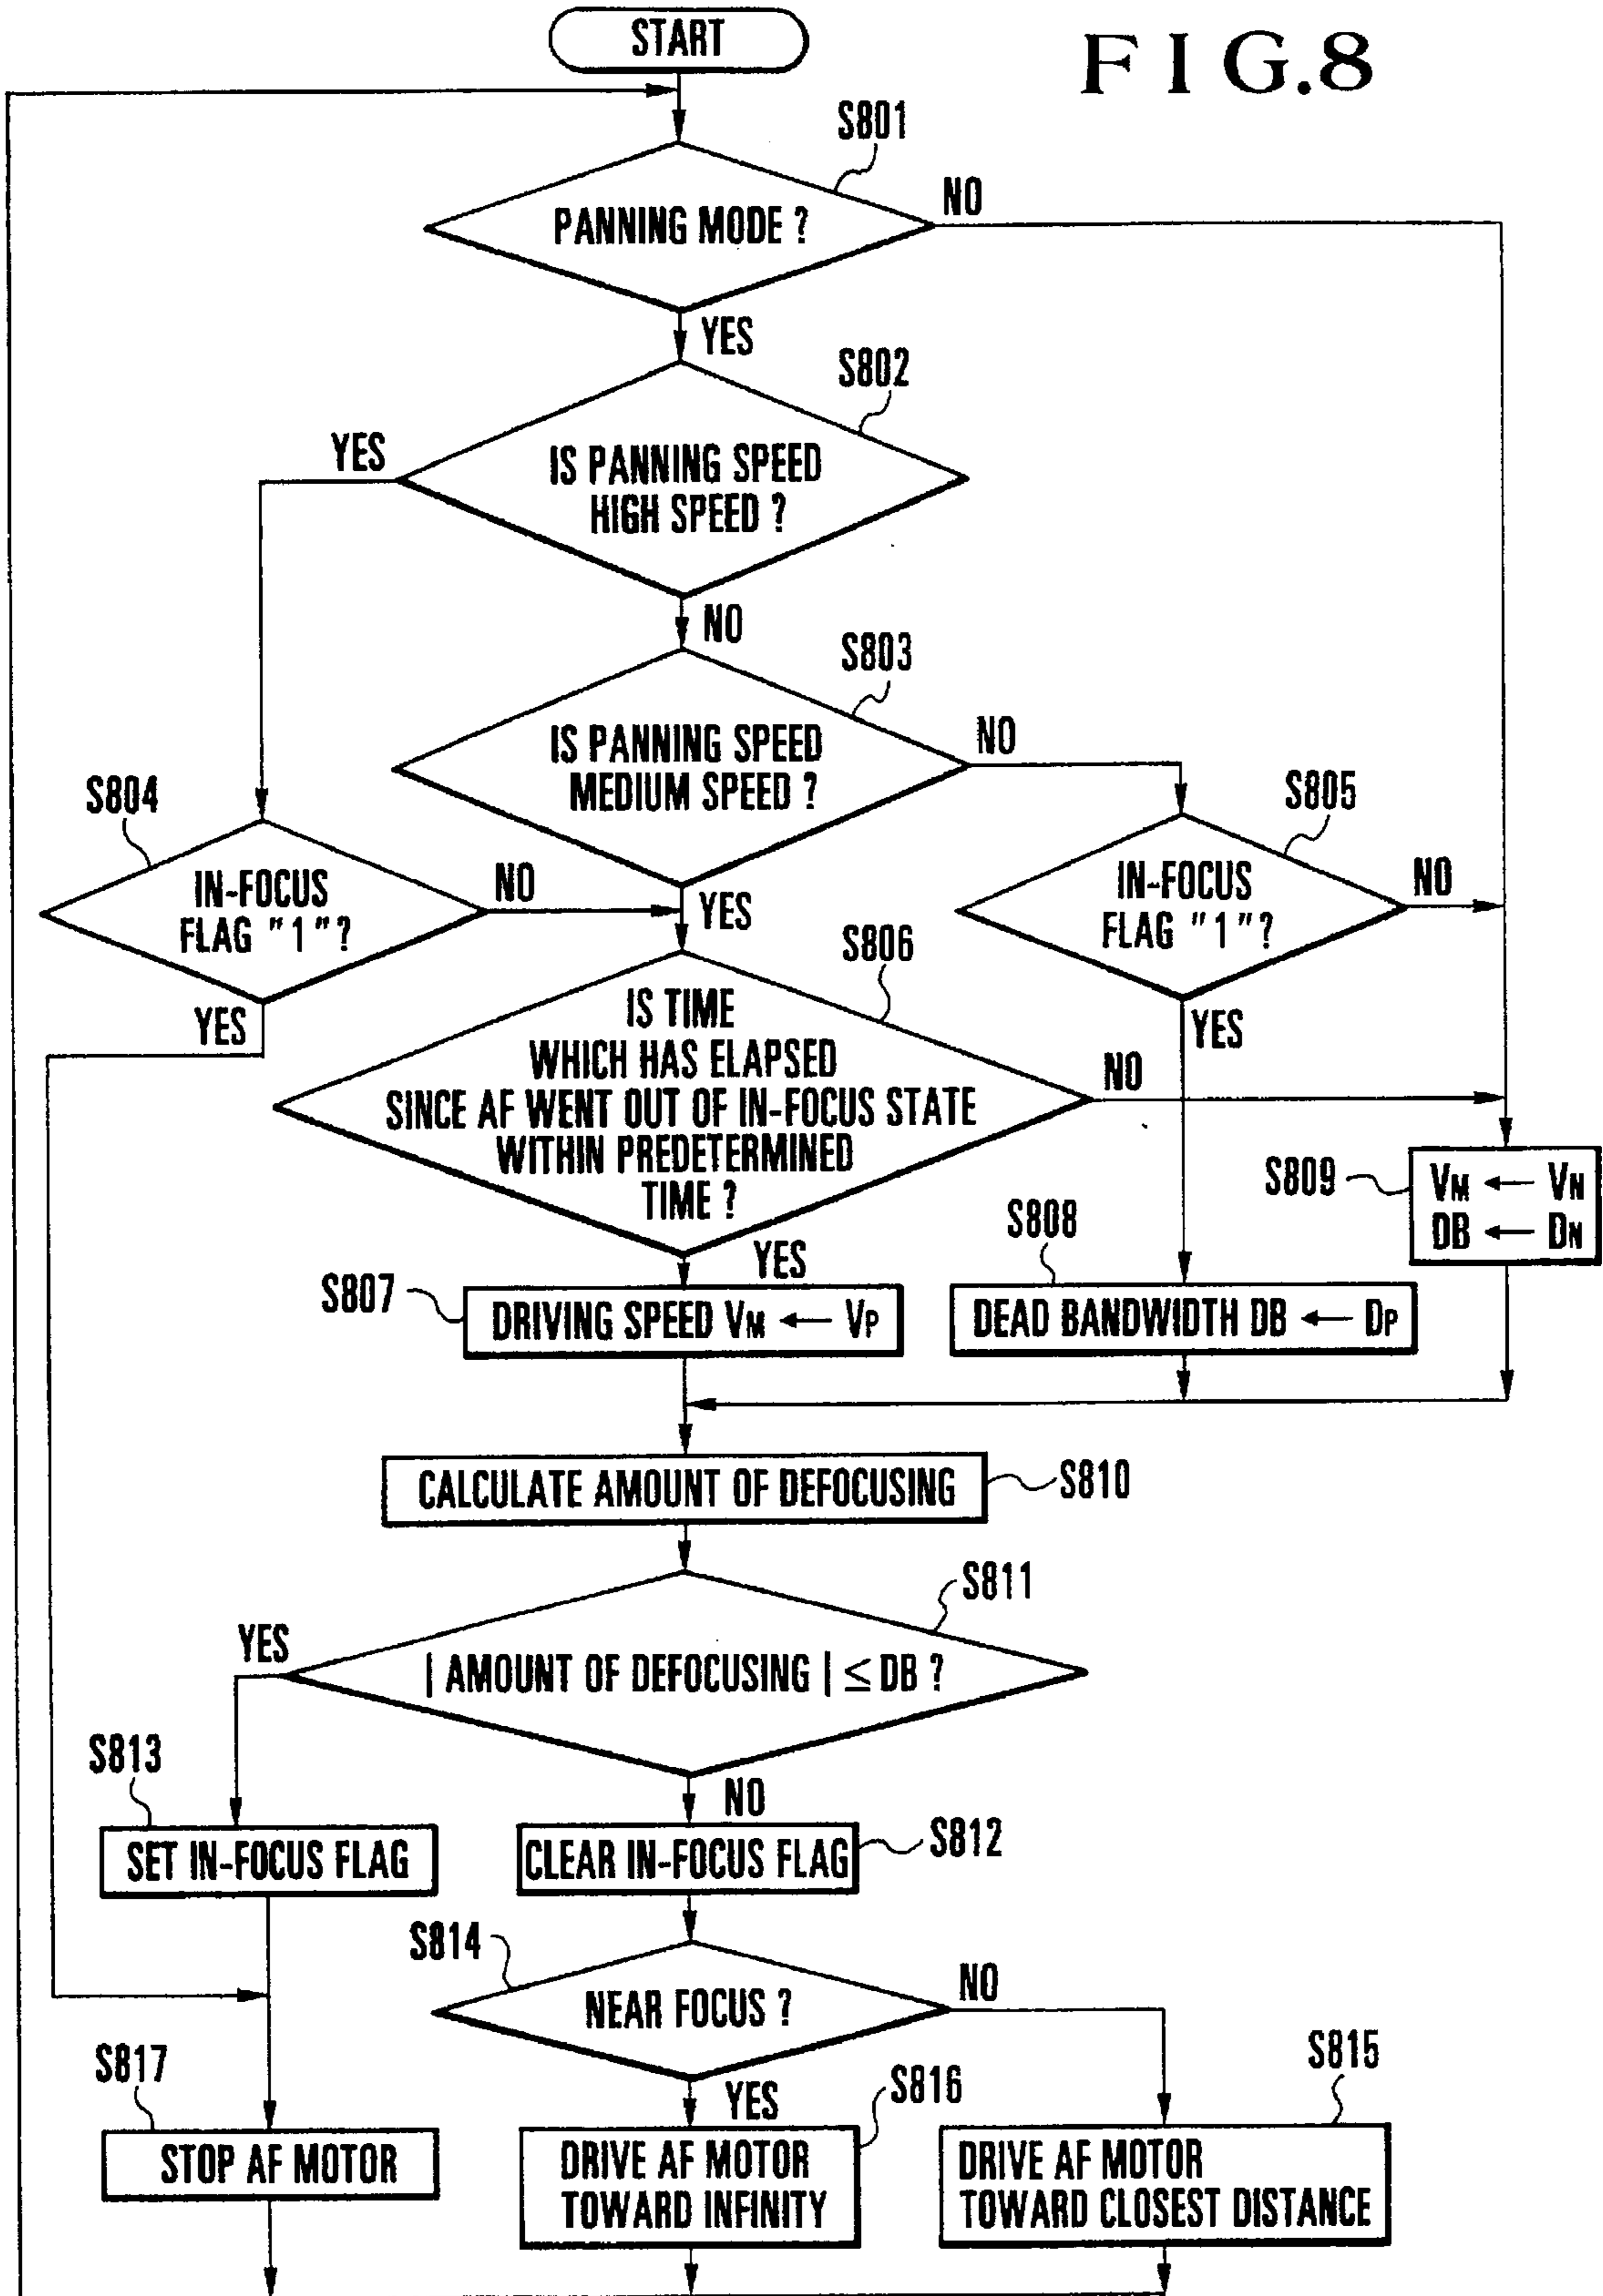 START
FIG.8
S801
PANNING MODE ?
NO
YES
S802
YES
IS PANNING SPEED
HIGH SPEED ?
NO
S803
IS PANNING SPEED
MEDIUM SPEED ?
NO
S804
S805
IN-FOCUS
FLAG "1"?
NO
YES
IN-FOCUS
FLAG "1"?
NO
YES
S806
IS TIME
WHICH HAS ELAPSED
SINCE AF WENT OUT OF IN-FOCUS STATE
WITHIN PREDETERMINED
TIME ?
YES
NO
YES
S809
VM ← VN
DB ← DN
S807
DRIVING SPEED VM ← VP
S808
DEAD BANDWIDTH DB ← DP
CALCULATE AMOUNT OF DEFOCUSING
S810
S811
YES
| AMOUNT OF DEFOCUSING | ≤ DB ?
NO
S813
SET IN-FOCUS FLAG
CLEAR IN-FOCUS FLAG
S812
S814
NEAR FOCUS ?
NO
YES
S817
STOP AF MOTOR
S816
DRIVE AF MOTOR
TOWARD INFINITY
S815
DRIVE AF MOTOR
TOWARD CLOSEST DISTANCE